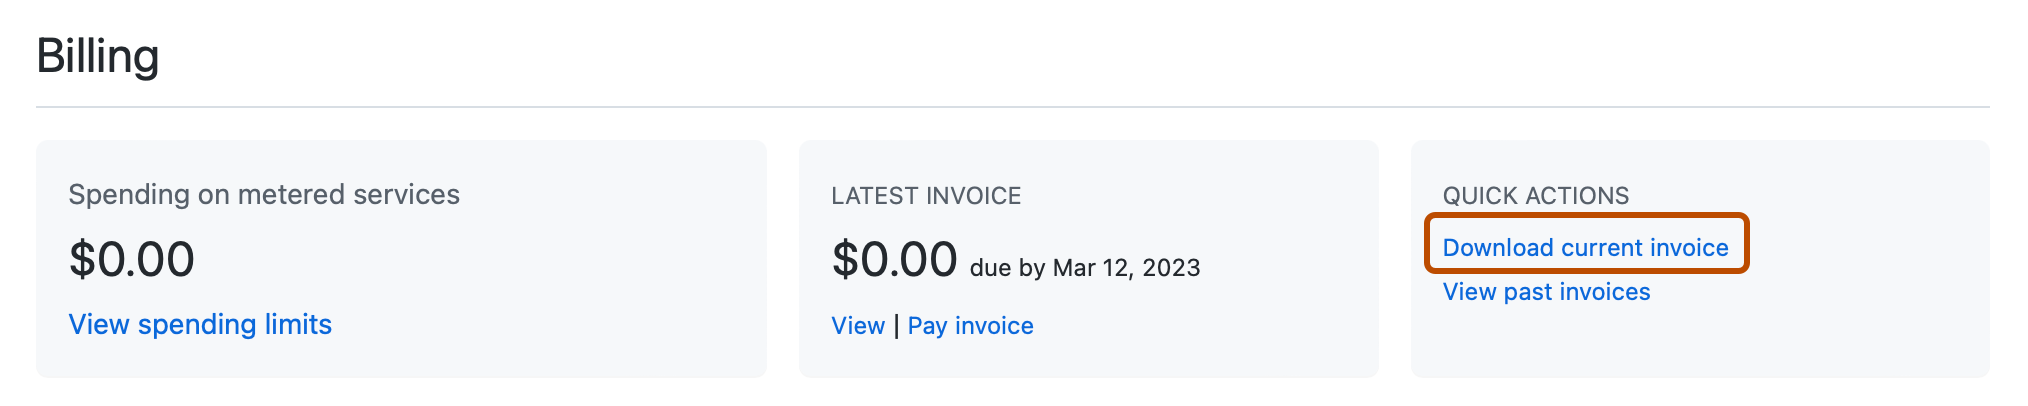 Billing
Spending on metered services
$0.00
View spending limits
LATEST INVOICE
$0.00 due by Mar 12, 2023
View | Pay invoice
QUICK ACTIONS
Download current invoice
View past invoices